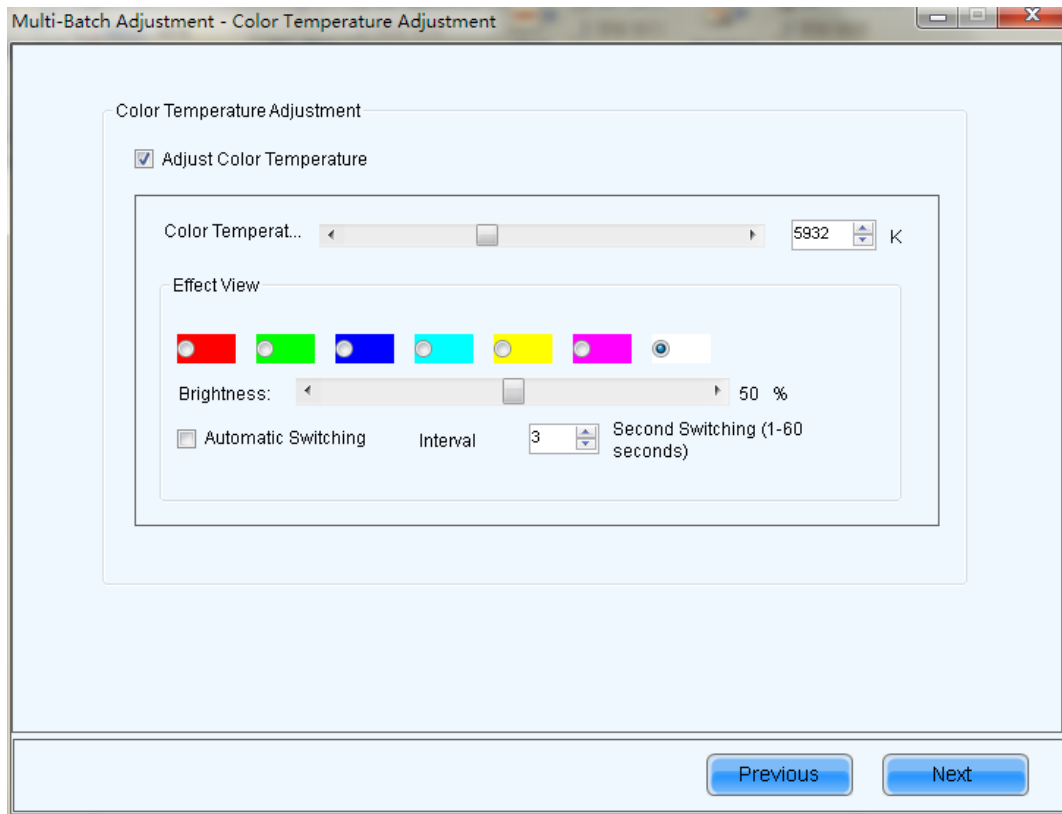 Multi-Batch Adjustment - Color Temperature Adjustment
Color Temperature Adjustment
Adjust Color Temperature
Color Temperat... 5932 K
Effect View
Brightness: 50 %
Automatic Switching Interval 3 Second Switching (1-60
seconds)
Previous Next